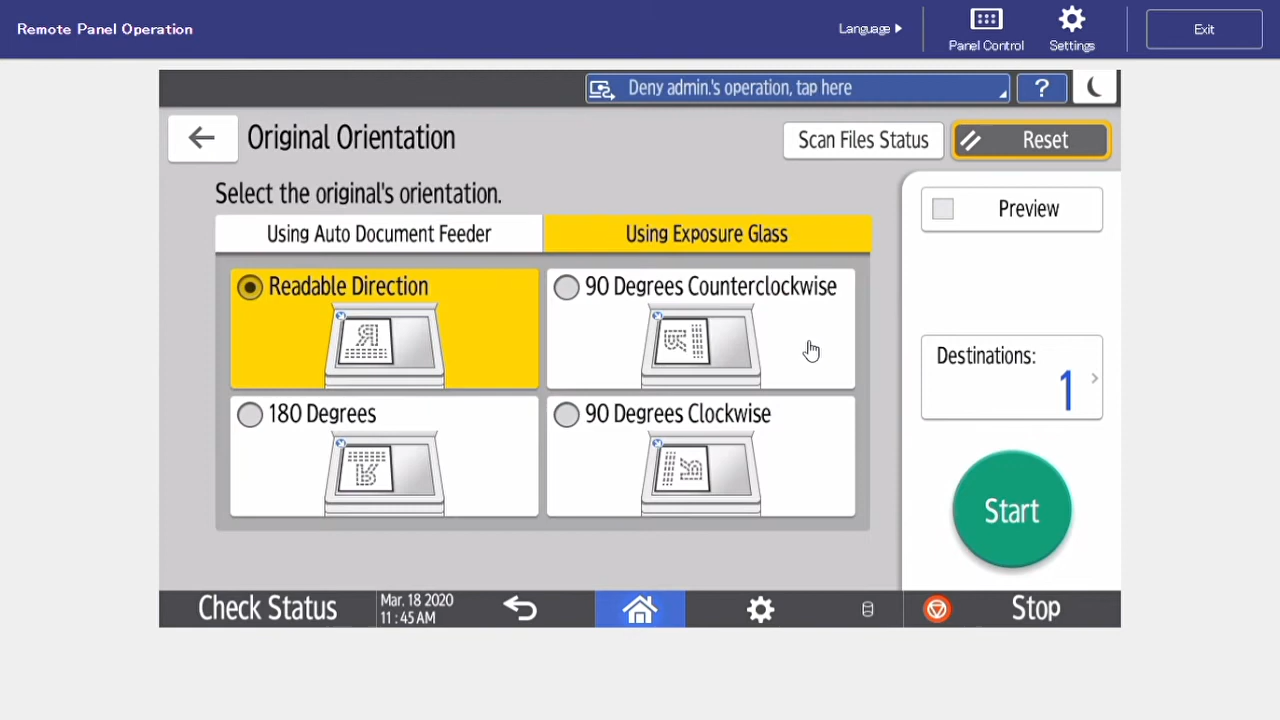 Remote Panel Operation
Language
Panel Control
Settings
Exit
Deny admin.'s operation, tap here
?
Original Orientation
Scan Files Status
Reset
Select the original's orientation.
Using Auto Document Feeder
Using Exposure Glass
Preview
Readable Direction
90 Degrees Counterclockwise
R
R
Destinations:
1
180 Degrees
90 Degrees Clockwise
R
R
Start
Check Status
Mar. 18 2020
11:45 AM
Stop